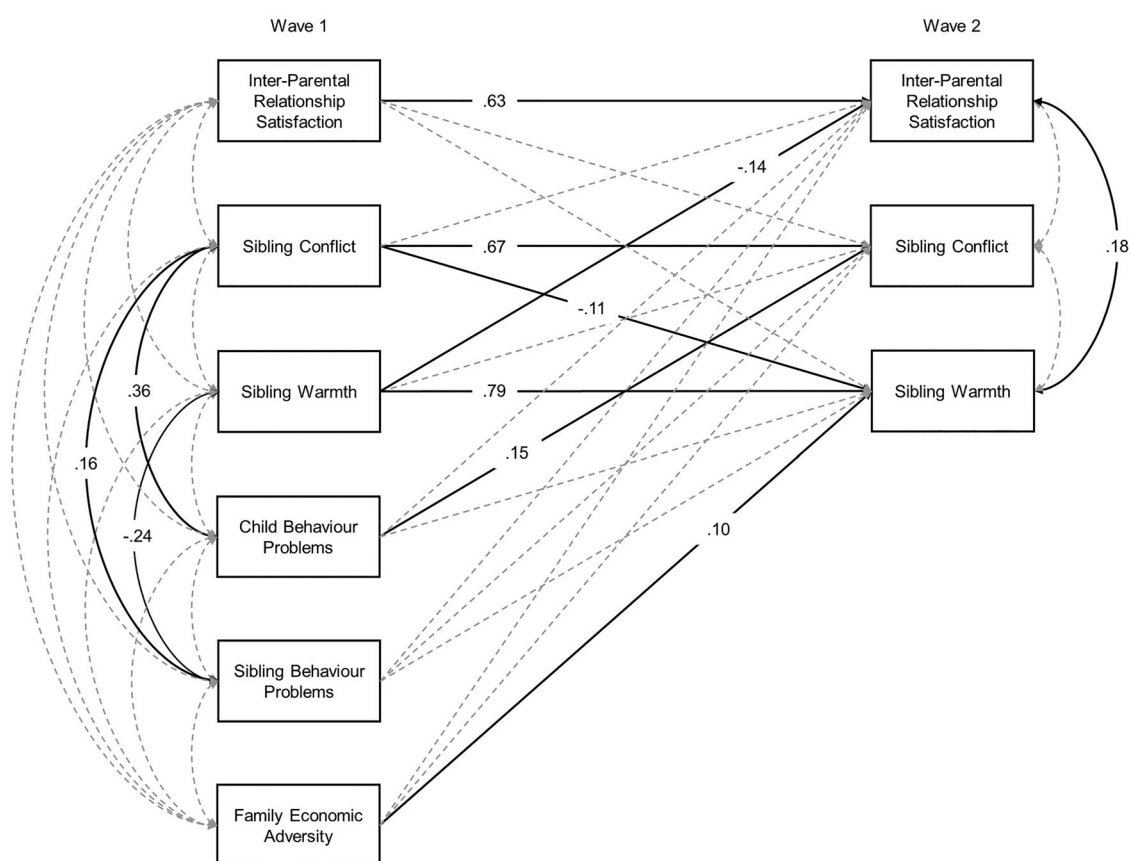 Wave 1
Wave 2
Inter-Parental
Relationship
Satisfaction
.63
Inter-Parental
Relationship
Satisfaction
-.14
Sibling Conflict
.67
Sibling Conflict
.18
-.11
Sibling Warmth
.79
Sibling Warmth
.36
.16
.15
-.24
Child Behaviour
Problems
.10
Sibling Behaviour
Problems
Family Economic
Adversity